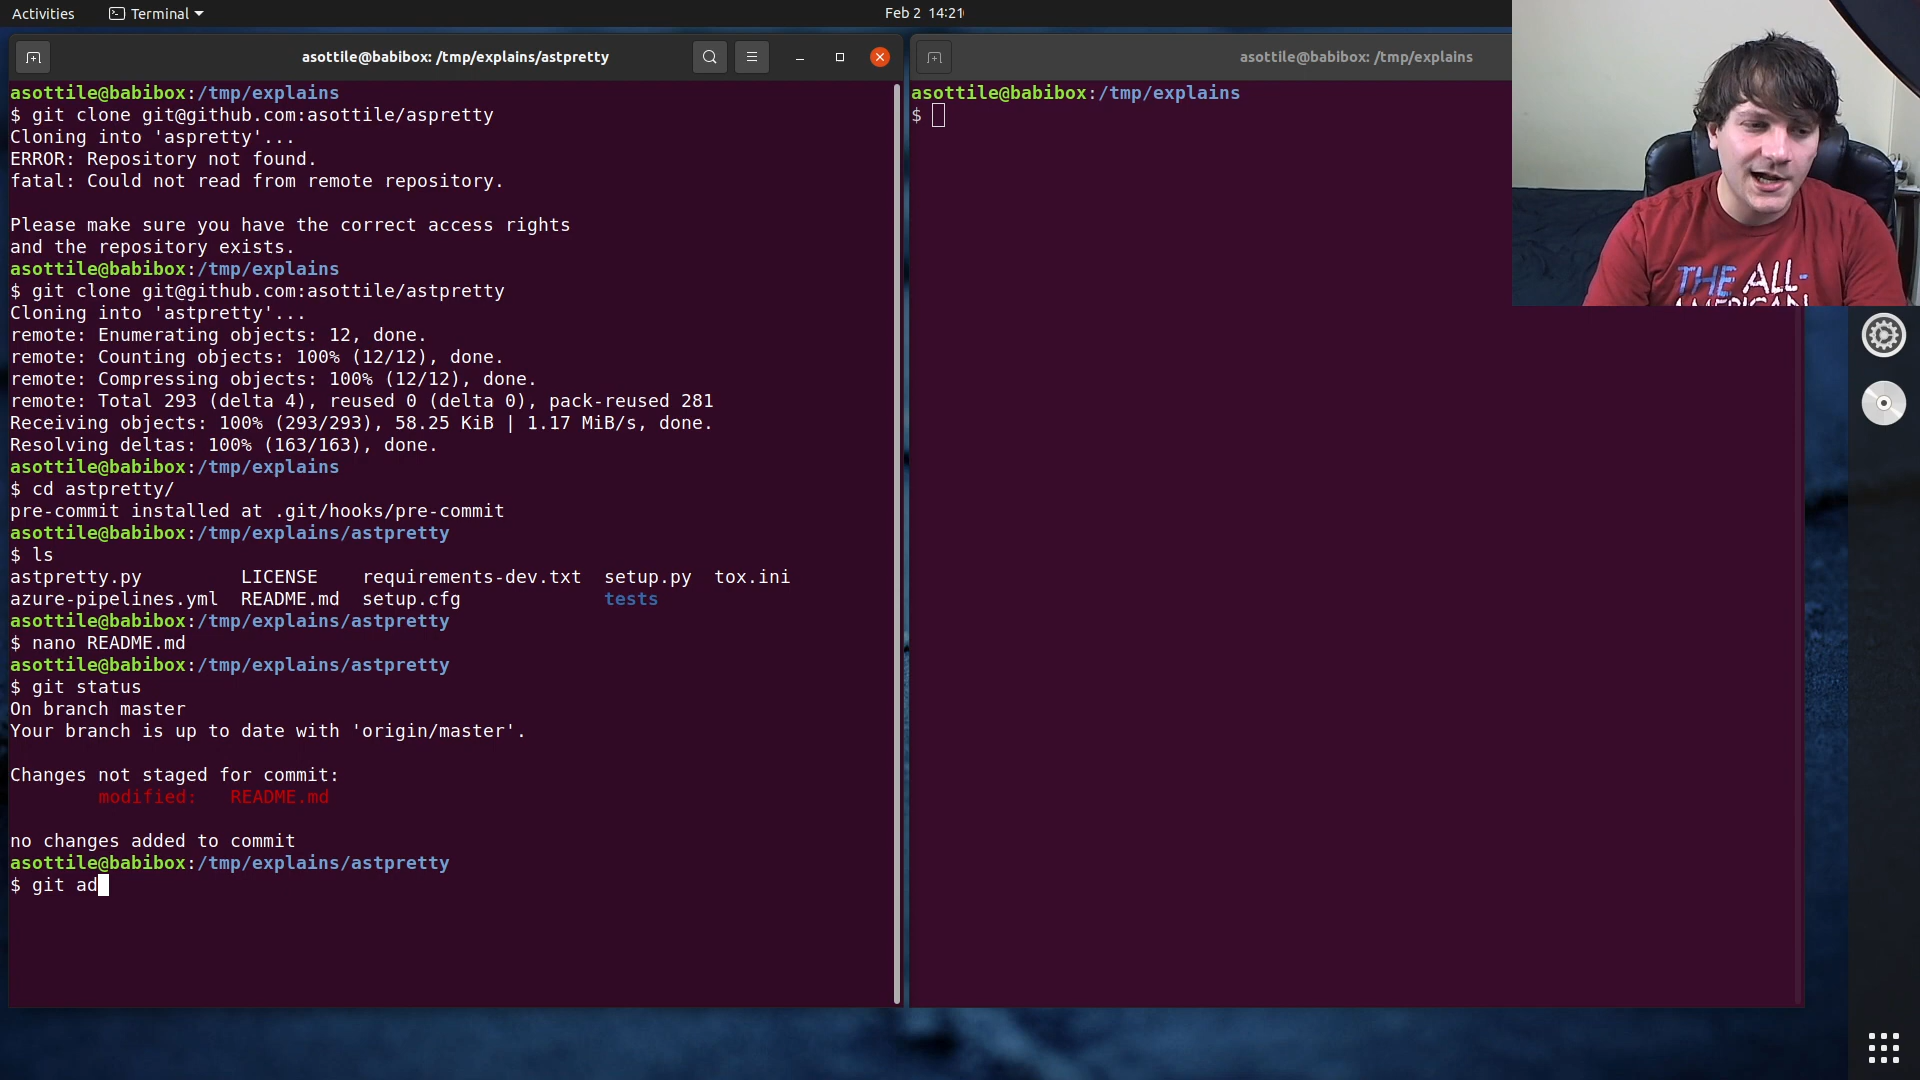 Activities
Terminal
Feb 2 14:21
asottile@babibox: /tmp/explains/astpretty
asottile@babibox:/tmp/explains
$ git clone git@github.com:asottile/aspretty
Cloning into 'aspretty'...
ERROR: Repository not found.
fatal: Could not read from remote repository.
Please make sure you have the correct access rights
and the repository exists.
asottile@babibox:/tmp/explains
$ git clone git@github.com:asottile/astpretty
Cloning into 'astpretty'...
remote: Enumerating objects: 12, done.
remote: Counting objects: 100% (12/12), done.
remote: Compressing objects: 100% (12/12), done.
remote: Total 293 (delta 4), reused 0 (delta 0), pack-reused 281
Receiving objects: 100% (293/293), 58.25 KiB | 1.17 MiB/s, done.
Resolving deltas: 100% (163/163), done.
asottile@babibox:/tmp/explains
$ cd astpretty/
pre-commit installed at .git/hooks/pre-commit
asottile@babibox:/tmp/explains/astpretty
$ ls
astpretty.py LICENSE requirements-dev.txt setup.py tox.ini
azure-pipelines.yml README.md setup.cfg tests
asottile@babibox:/tmp/explains/astpretty
$ nano README.md
asottile@babibox:/tmp/explains/astpretty
$ git status
On branch master
Your branch is up to date with 'origin/master'.
Changes not staged for commit:
modified: README.md
no changes added to commit
asottile@babibox:/tmp/explains/astpretty
$ git ad
asottile@babibox: /tmp/explains
asottile@babibox:/tmp/explains
$
THE ALL-
AMERICAN